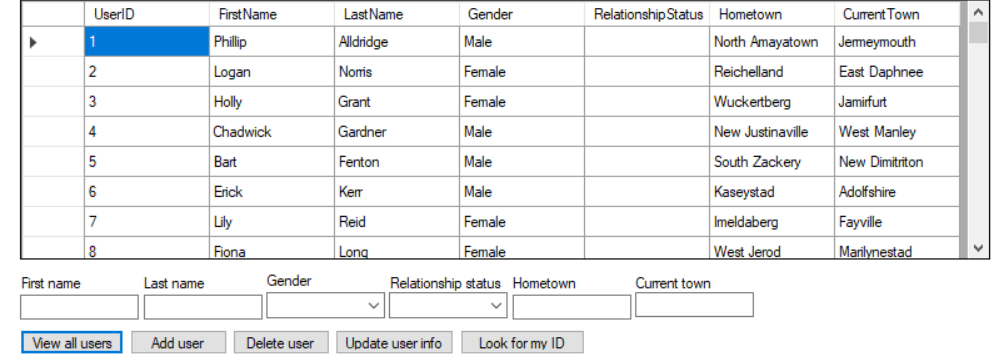 UserID FirstName LastName Gender RelationshipStatus Hometown CurrentTown
1 Phillip Alldridge Male North Amayatown Jermeymouth
2 Logan Norris Female Reichelland East Daphnee
3 Holly Grant Female Wuckertberg Jamirfurt
4 Chadwick Gardner Male New Justinaville West Manley
5 Bart Fenton Male South Zackery New Dimitriton
6 Erick Kerr Male Kaseystad Adolfshire
7 Lily Reid Female Imeldaberg Fayville
8 Fiona Long Female West Jerod Marilynestad
First name Last name Gender Relationship status Hometown Current town
View all users Add user Delete user Update user info Look for my ID